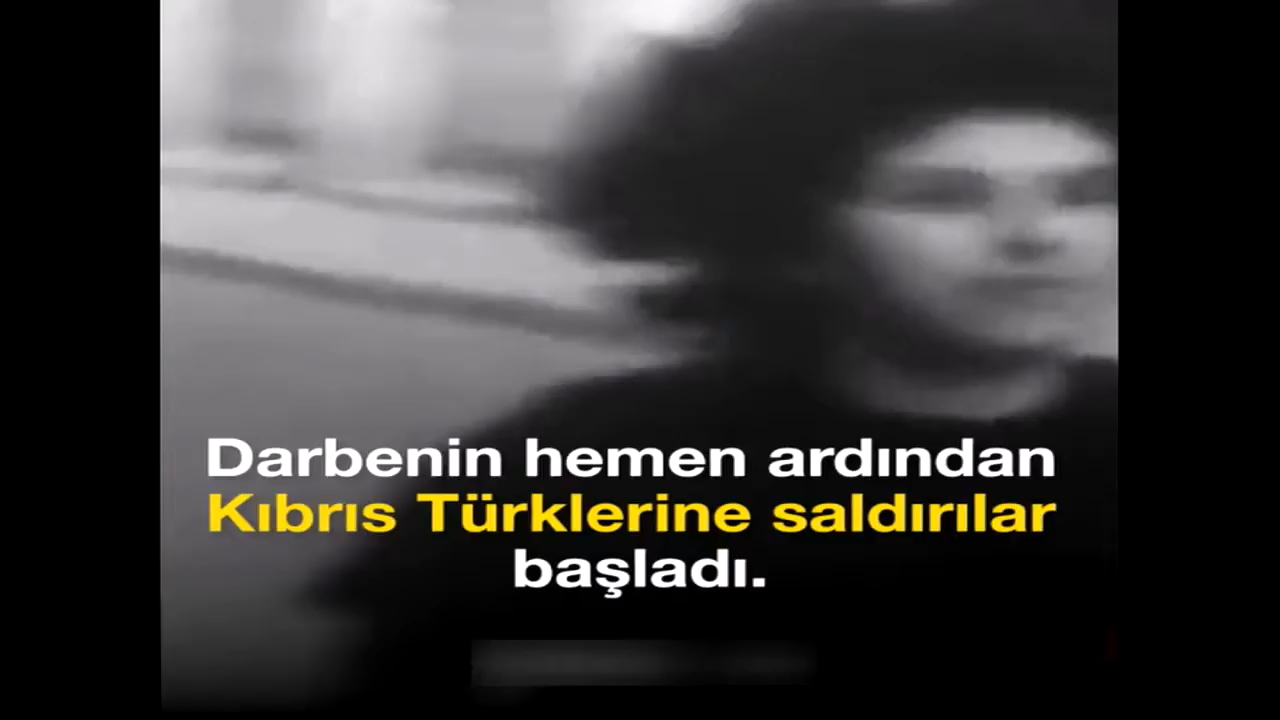 Darbenin hemen ardından
Kıbrıs Türklerine saldırılar
başladı.